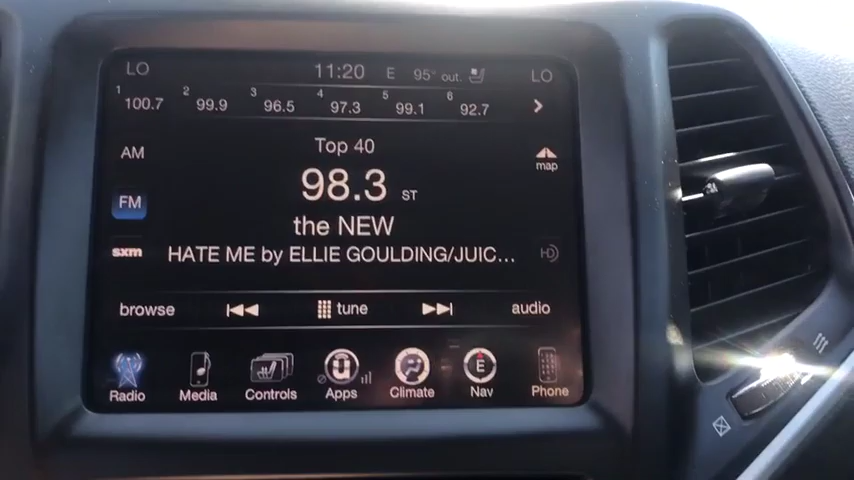 LO 11:20 E 95° out. LO
1 100.7 2 99.9 3 96.5 4 97.3 5 99.1 6 92.7
Top 40
AM
map
98.3 ST
FM
the NEW
sxm
HATE ME by ELLIE GOULDING/JUIC...
HD
browse tune audio
Radio Media Controls Apps Climate Nav Phone
U
E